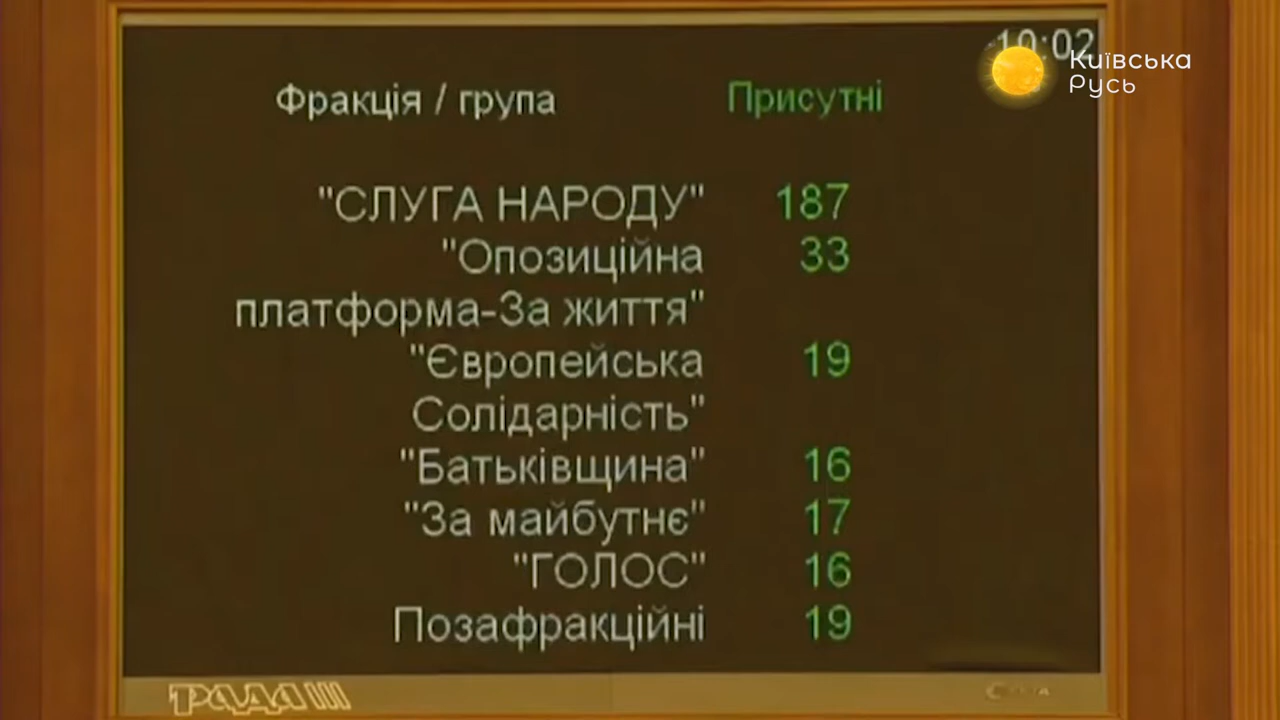 10:02
Київська
Русь
Фракція / група Присутні
"СЛУГА НАРОДУ" 187
"Опозиційна 33
платформа-За життя"
"Європейська 19
Солідарність"
"Батьківщина" 16
"За майбутнє" 17
"ГОЛОС" 16
Позафракційні 19
РАДА III